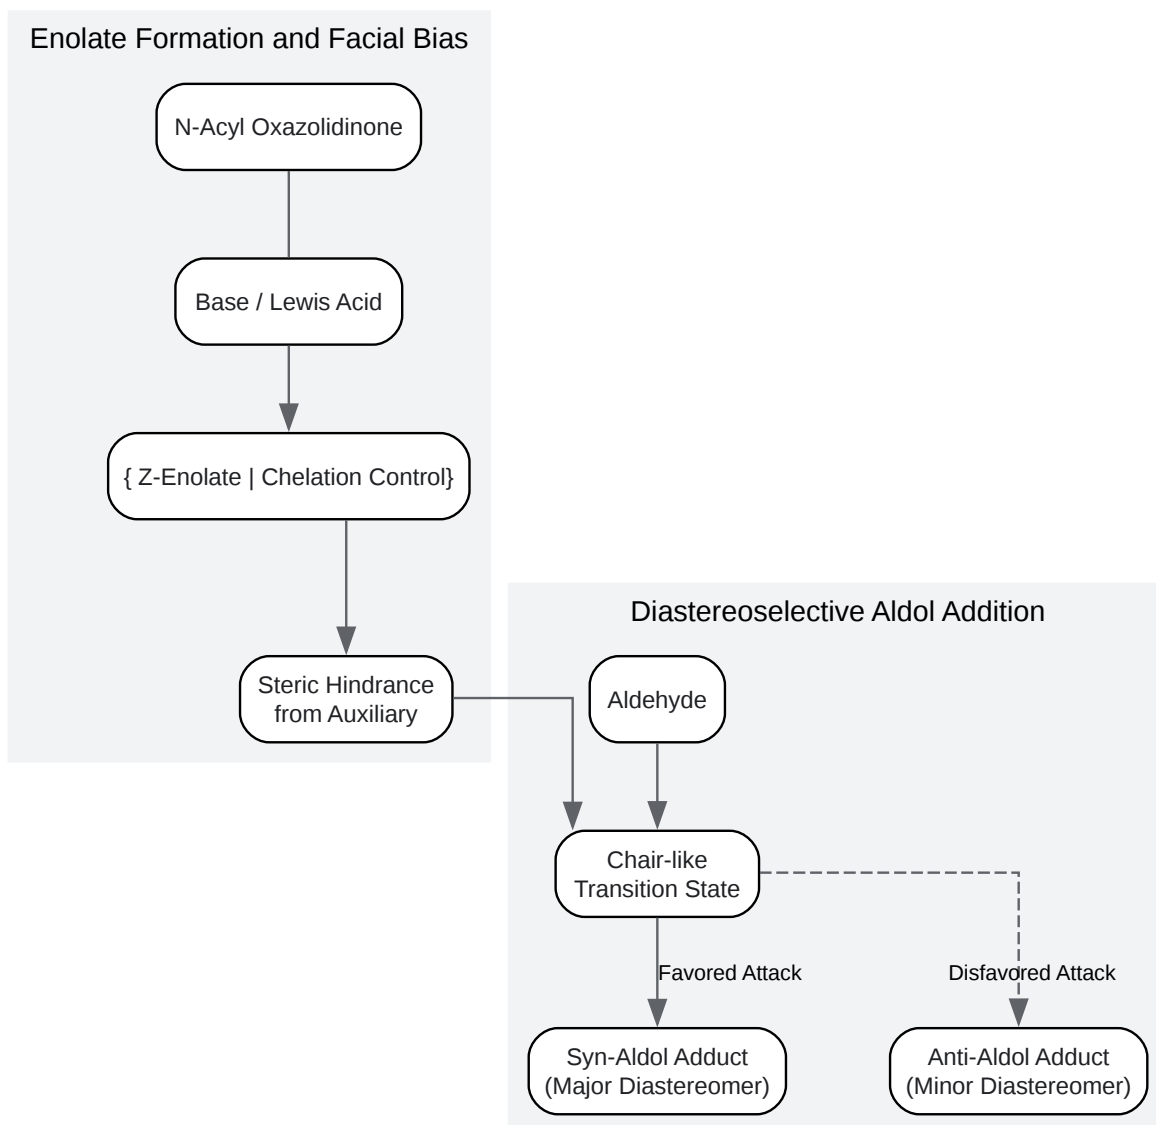 Enolate Formation and Facial Bias
N-Acyl Oxazolidinone
Base / Lewis Acid
{ Z-Enolate | Chelation Control}
Steric Hindrance
from Auxiliary
Diastereoselective Aldol Addition
Aldehyde
Chair-like
Transition State
Favored Attack
Disfavored Attack
Syn-Aldol Adduct
(Major Diastereomer)
Anti-Aldol Adduct
(Minor Diastereomer)